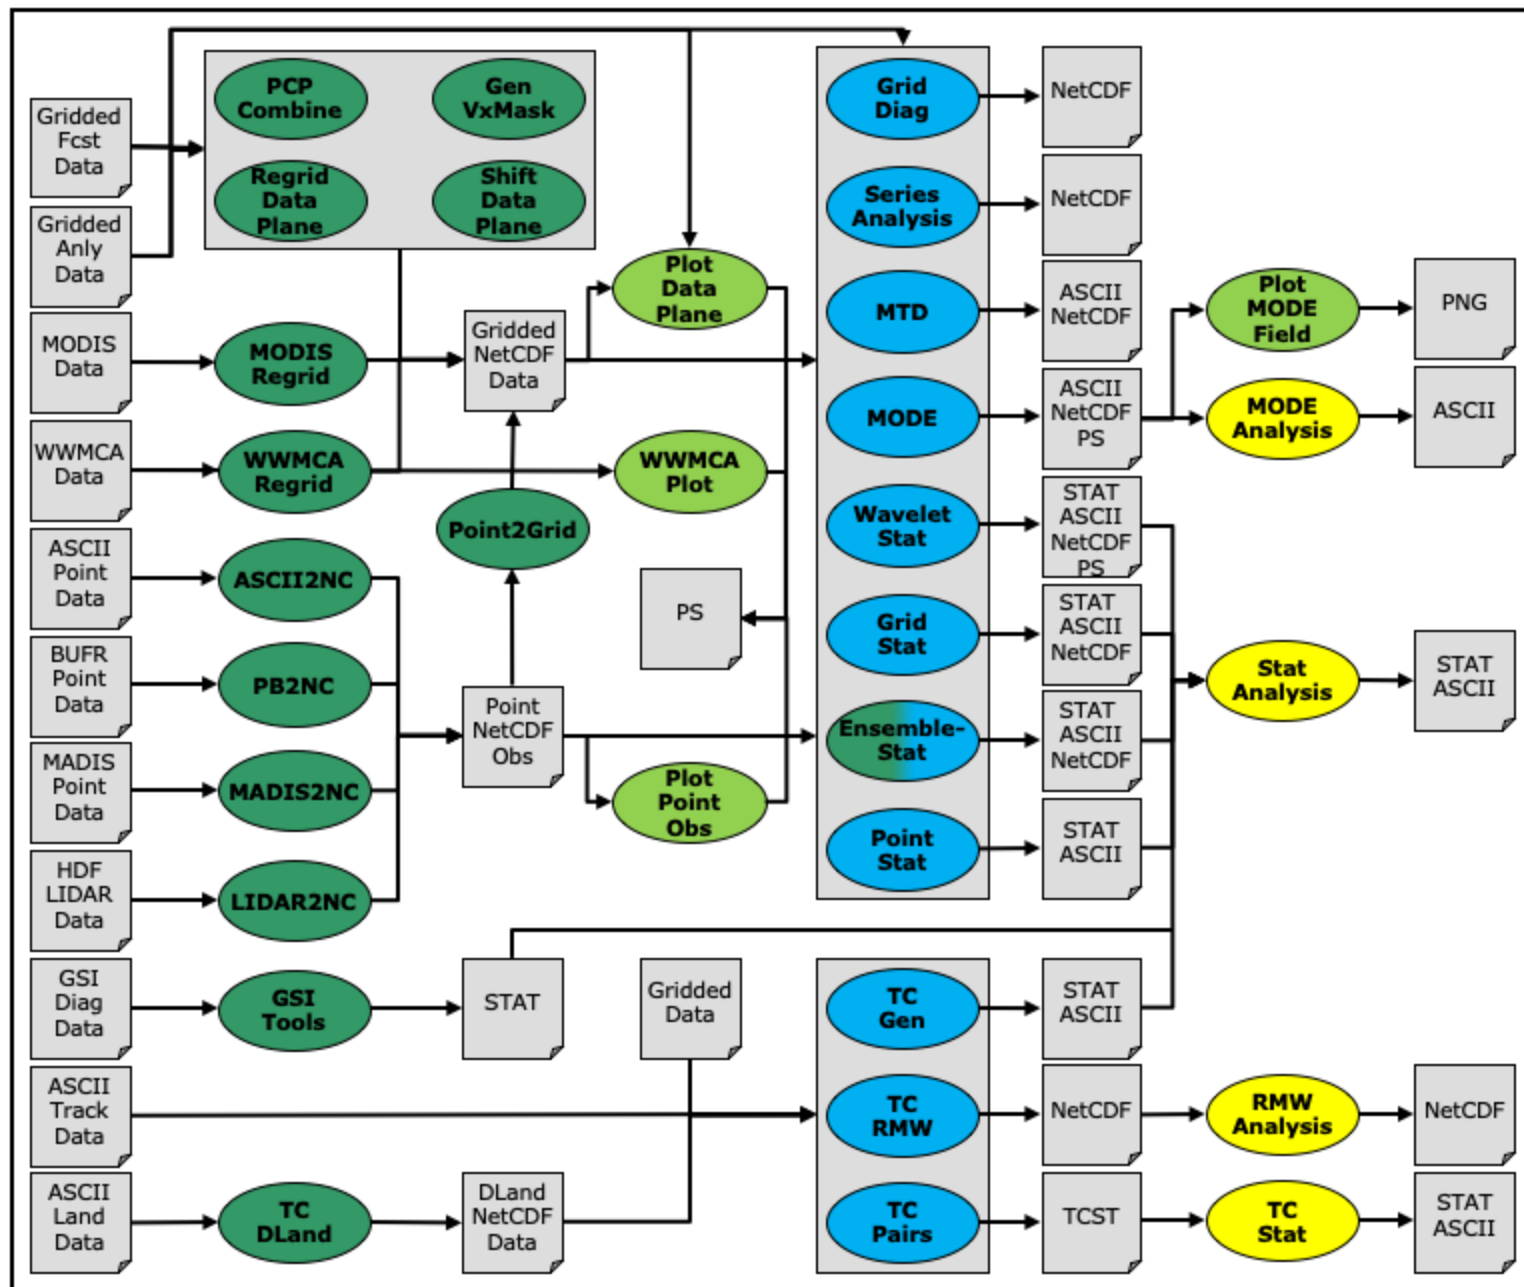 Gridded
Fcst
Data
Gridded
Anly
Data
MODIS
Data
WWMCA
Data
ASCII
Point
Data
BUFR
Point
Data
MADIS
Point
Data
HDF
LIDAR
Data
GSI
Diag
Data
ASCII
Track
Data
ASCII
Land
Data
PCP
Combine
Gen
VxMask
Regrid
Data
Plane
Shift
Data
Plane
MODIS
Regrid
WWMCA
Regrid
ASCII2NC
PB2NC
MADIS2NC
LIDAR2NC
GSI
Tools
TC
DLand
Gridded
NetCDF
Data
Point2Grid
Point
NetCDF
Obs
STAT
DLand
NetCDF
Data
Plot
Data
Plane
WWMCA
Plot
PS
Plot
Point
Obs
Gridded
Data
Grid
Diag
Series
Analysis
MTD
MODE
Wavelet
Stat
Grid
Stat
Ensemble-
Stat
Point
Stat
TC
Gen
TC
RMW
TC
Pairs
NetCDF
NetCDF
ASCII
NetCDF
ASCII
NetCDF
PS
STAT
ASCII
NetCDF
PS
STAT
ASCII
NetCDF
STAT
ASCII
NetCDF
STAT
ASCII
STAT
ASCII
NetCDF
TCST
Plot
MODE
Field
MODE
Analysis
Stat
Analysis
RMW
Analysis
TC
Stat
PNG
ASCII
STAT
ASCII
NetCDF
STAT
ASCII